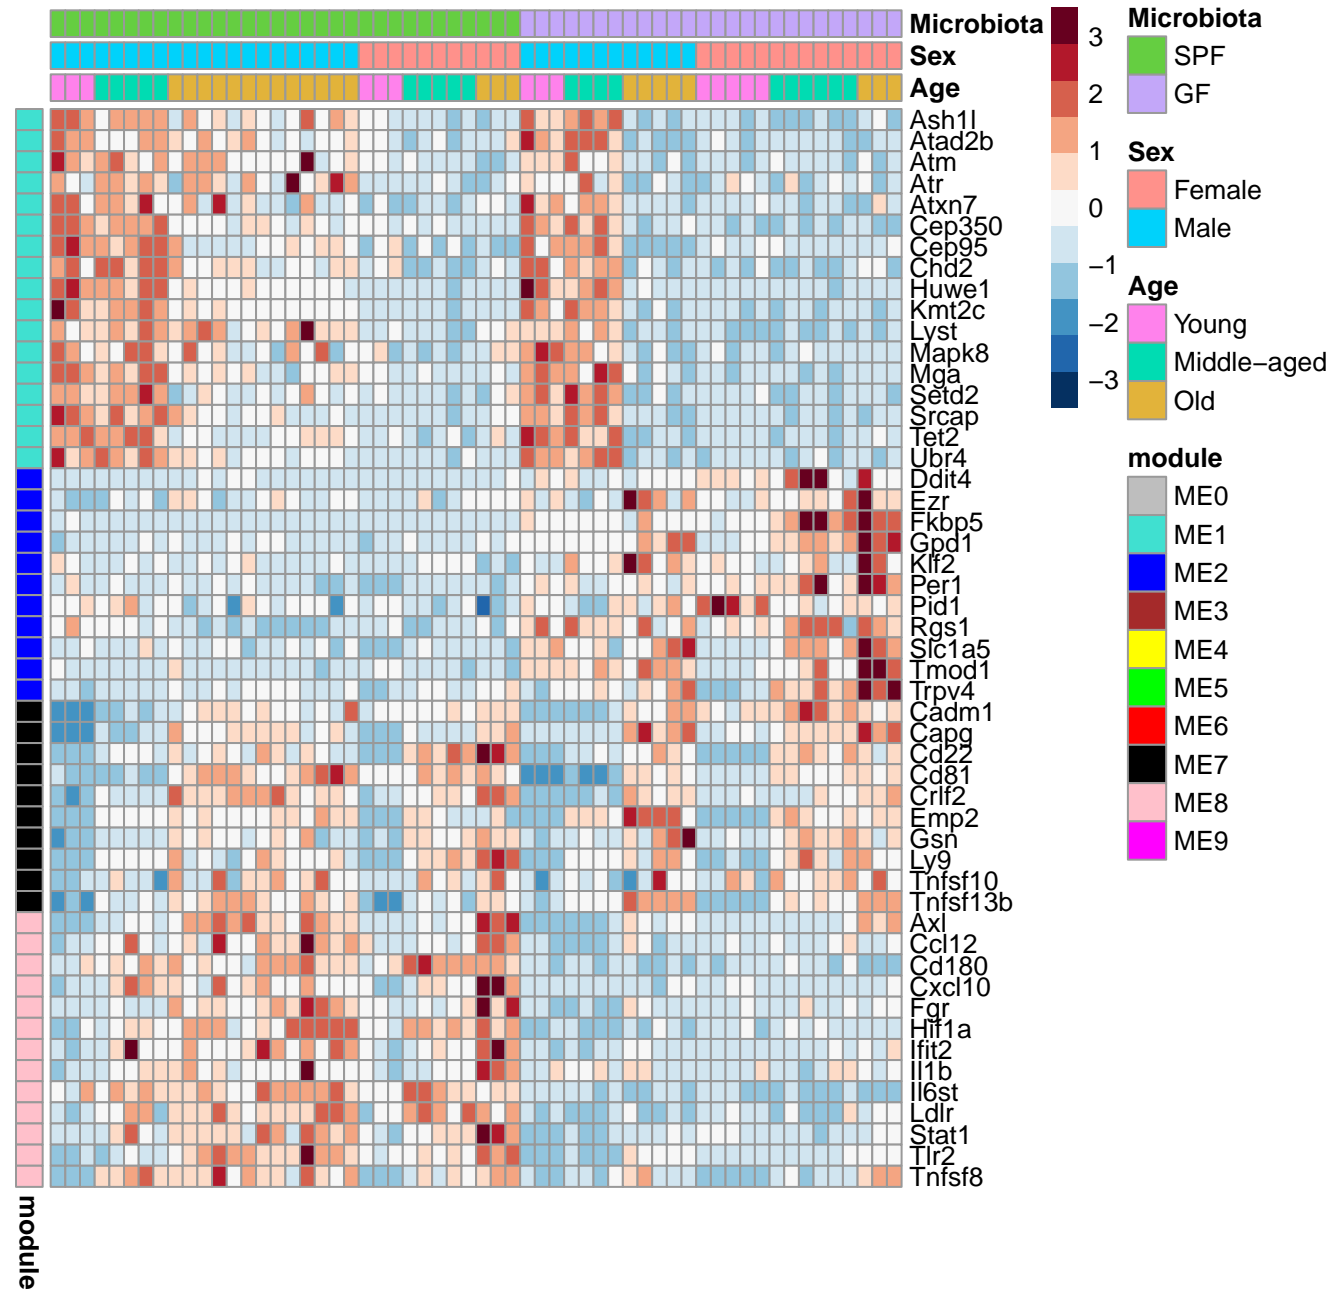 Microbiota
Sex
Age
Ash1l
Atad2b
Atm
Atr
Atxn7
Cep350
Cep95
Chd2
Huwe1
Kmt2c
Lyst
Mapk8
Mga
Setd2
Srcap
Tet2
Ubr4
Ddit4
Ezr
Fkbp5
Gpd1
Klf2
Per1
Pid1
Rgs1
Slc1a5
Tmod1
Trpv4
Cadm1
Capg
Cd22
Cd81
Crlf2
Emp2
Gsn
Ly9
Tnfsf10
Tnfsf13b
Axl
Ccl12
Cd180
Cxcl10
Fgr
Hif1a
Ifit2
Il1b
Il6st
Ldlr
Stat1
Tlr2
Tnfsf8
module
3
2
1
0
−1
−2
−3
Microbiota
SPF
GF
Sex
Female
Male
Age
Young
Middle−aged
Old
module
ME0
ME1
ME2
ME3
ME4
ME5
ME6
ME7
ME8
ME9